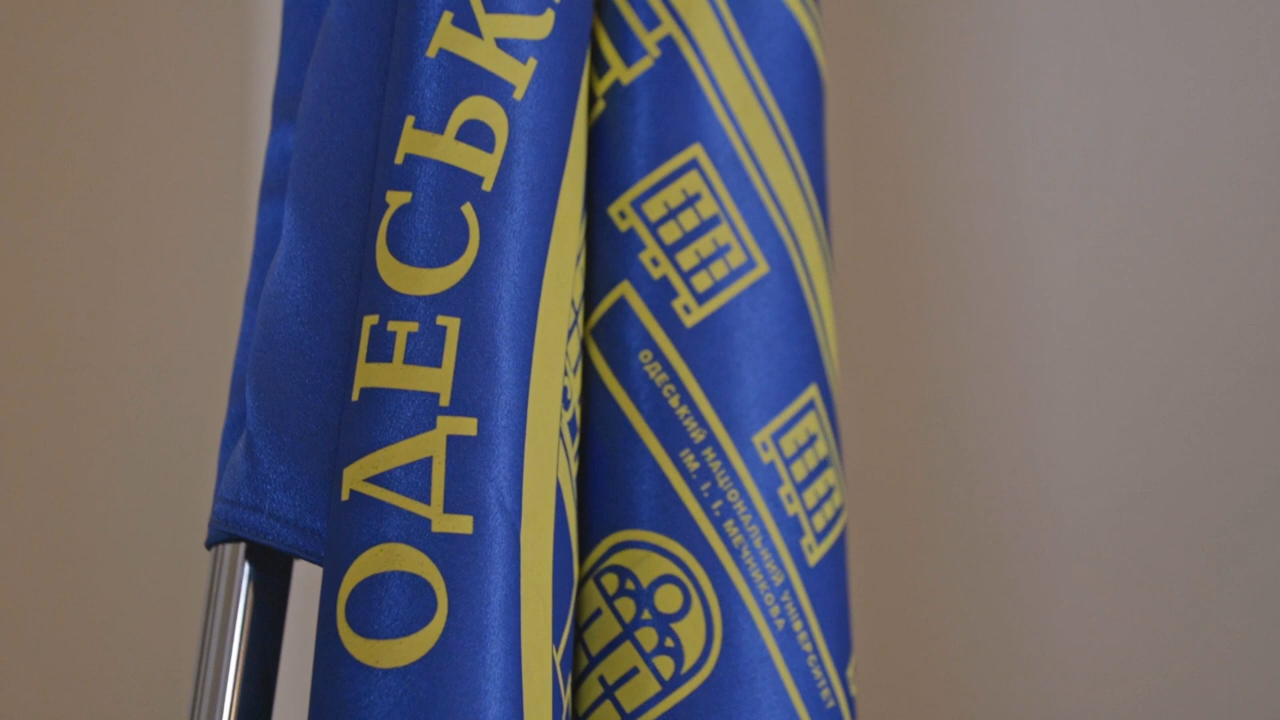 ОДЕСЬК
ОДЕСЬКИЙ НАЦІОНАЛЬНИЙ УНІВЕРСИТЕТ
ІМ. І. І. МЕЧНИКОВА